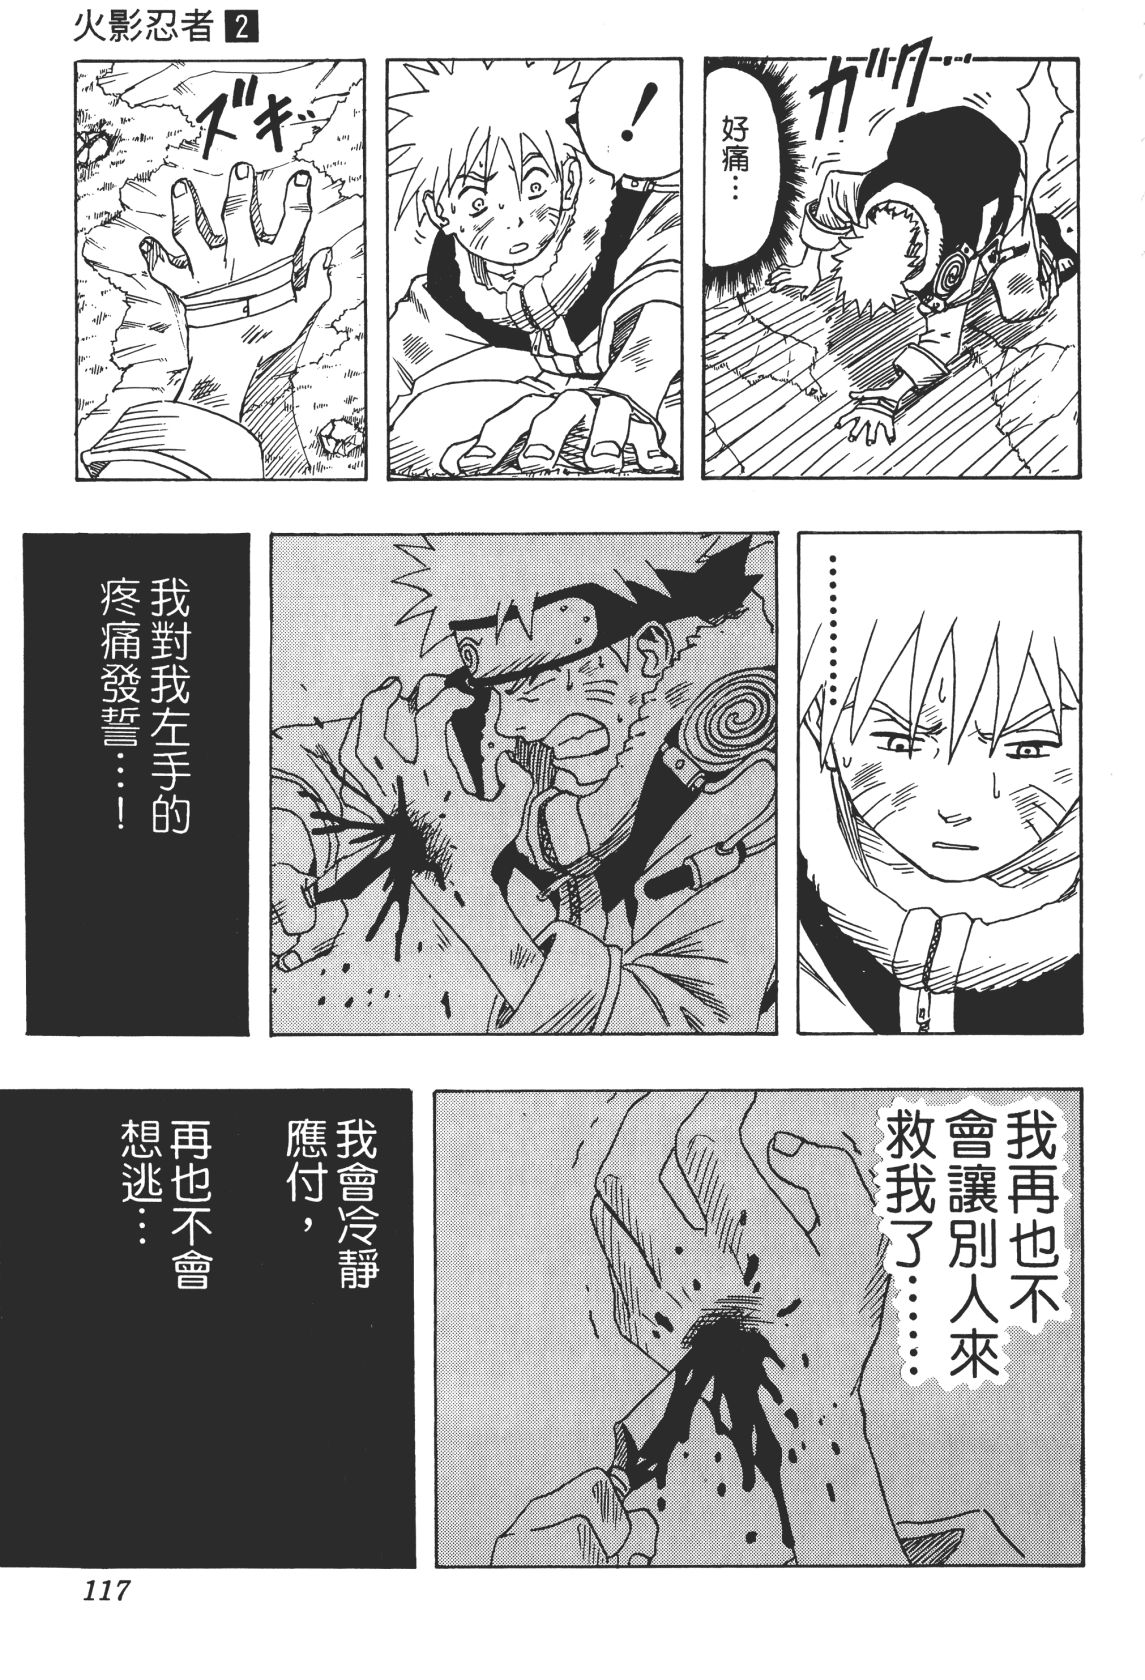 火影忍者 2
ガク…
好痛…
！
ズギ
………
我對我左手的
疼痛發誓…！
我再也不
會讓別人來
救我了……
我會冷靜
應付，
再也不會
想逃…
117